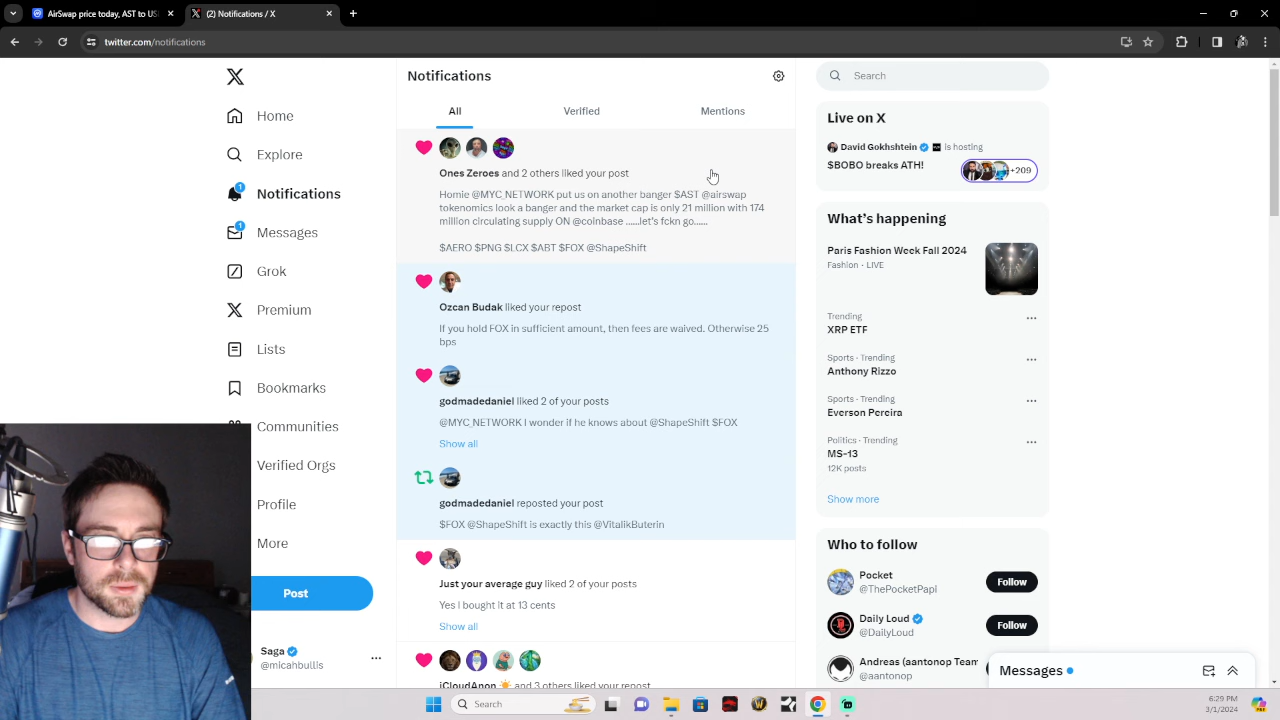 AirSwap price today, AST to US
(2) Notifications / X
twitter.com/notifications
Home
Explore
1
Notifications
1
Messages
Grok
Premium
Lists
Bookmarks
Communities
Verified Orgs
Profile
More
Post
Saga
@micahbullis
Notifications
All
Verified
Mentions
Ones Zeroes and 2 others liked your post
Homie @MYC_NETWORK put us on another banger $AST @airswap
tokenomics look a banger and the market cap is only 21 million with 174
million circulating supply ON @coinbase ......let's fckn go......
$AERO $PNG $LCX $ABT $FOX @ShapeShift
Ozcan Budak liked your repost
If you hold FOX in sufficient amount, then fees are waived. Otherwise 25
bps
godmadedaniel liked 2 of your posts
@MYC_NETWORK I wonder if he knows about @ShapeShift $FOX
Show all
godmadedaniel reposted your post
$FOX @ShapeShift is exactly this @VitalikButerin
Just your average guy liked 2 of your posts
Yes I bought it at 13 cents
Show all
iCloudAnon and 3 others liked your repost
Search
Live on X
David Gokhshtein is hosting
$BOBO breaks ATH!
+209
What's happening
Paris Fashion Week Fall 2024
Fashion · LIVE
Trending
XRP ETF
Sports · Trending
Anthony Rizzo
Sports · Trending
Everson Pereira
Politics · Trending
MS-13
12K posts
Show more
Who to follow
Pocket
@ThePocketPapi
Follow
Daily Loud
@DailyLoud
Follow
Andreas (aantonop Team
@aantonop
Messages
Search
6:29 PM
3/1/2024